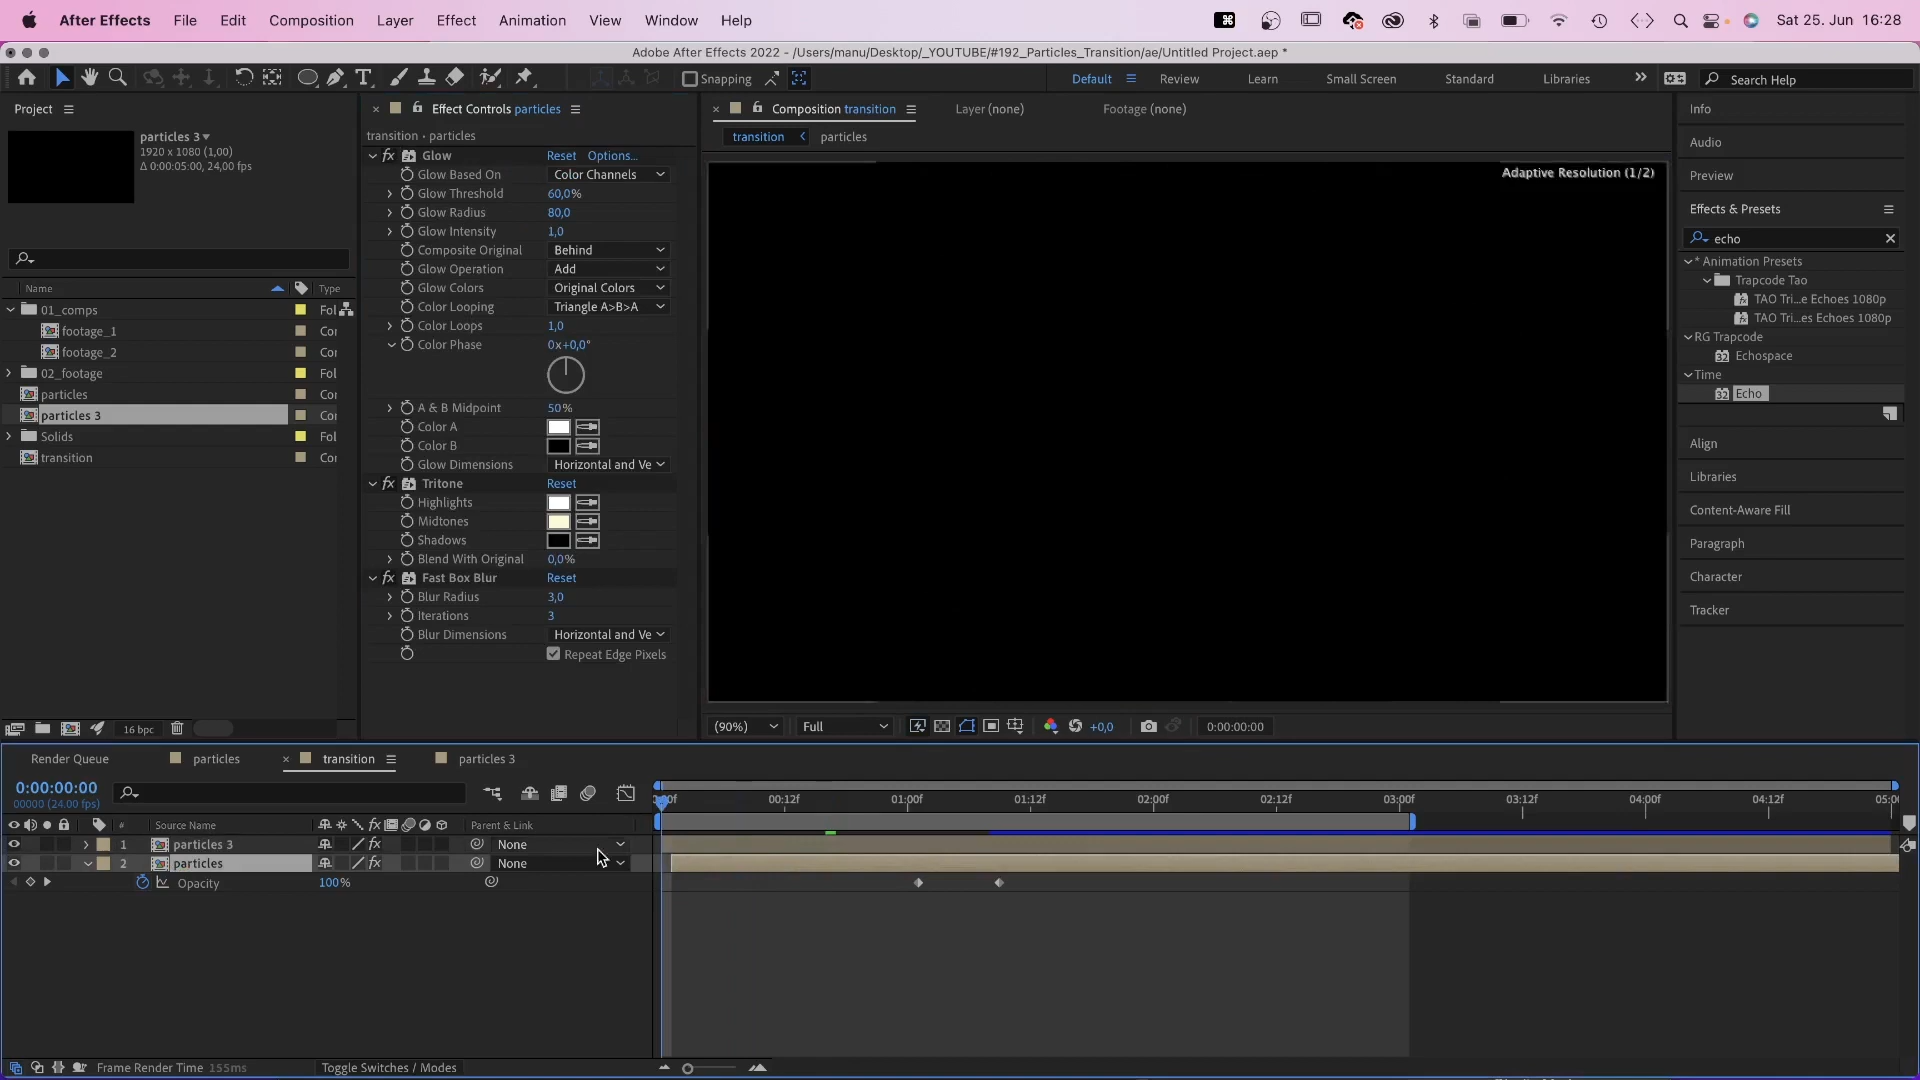 After Effects File Edit Composition Layer Effect Animation View Window Help Sat 25. Jun 16:28
Adobe After Effects 2022 - /Users/manu/Desktop/_YOUTUBE/#192_Particles_Transition/ae/Untitled Project.aep *
Snapping Default Review Learn Small Screen Standard Libraries Search Help
Project
particles 3
1920 x 1080 (1,00)
Δ 0:00:05:00, 24,00 fps
Name Type
01_comps Fol
footage_1 Cor
footage_2 Cor
02_footage Fol
particles Cor
particles 3 Cor
Solids Fol
transition Cor
16 bpc
Effect Controls particles
transition • particles
fx Glow Reset Options...
Glow Based On Color Channels
Glow Threshold 60,0%
Glow Radius 80,0
Glow Intensity 1,0
Composite Original Behind
Glow Operation Add
Glow Colors Original Colors
Color Looping Triangle A>B>A
Color Loops 1,0
Color Phase 0x+0,0°
A & B Midpoint 50%
Color A
Color B
Glow Dimensions Horizontal and Ve
fx Tritone Reset
Highlights
Midtones
Shadows
Blend With Original 0,0%
fx Fast Box Blur Reset
Blur Radius 3,0
Iterations 3
Blur Dimensions Horizontal and Ve
Repeat Edge Pixels
Composition transition Layer (none) Footage (none)
transition particles
Adaptive Resolution (1/2)
(90%) Full +0,0 0:00:00:00
Info
Audio
Preview
Effects & Presets
echo
* Animation Presets
Trapcode Tao
TAO Tri...e Echoes 1080p
TAO Tri...es Echoes 1080p
RG Trapcode
32 Echospace
Time
32 Echo
Align
Libraries
Content-Aware Fill
Paragraph
Character
Tracker
Render Queue particles transition particles 3
0:00:00:00
00000 (24.00 fps)
00:12f 01:00f 01:12f 02:00f 02:12f 03:00f 03:12f 04:00f 04:12f
# Source Name fx Parent & Link
1 particles 3 fx None
2 particles fx None
Opacity 100%
Frame Render Time 155ms Toggle Switches / Modes